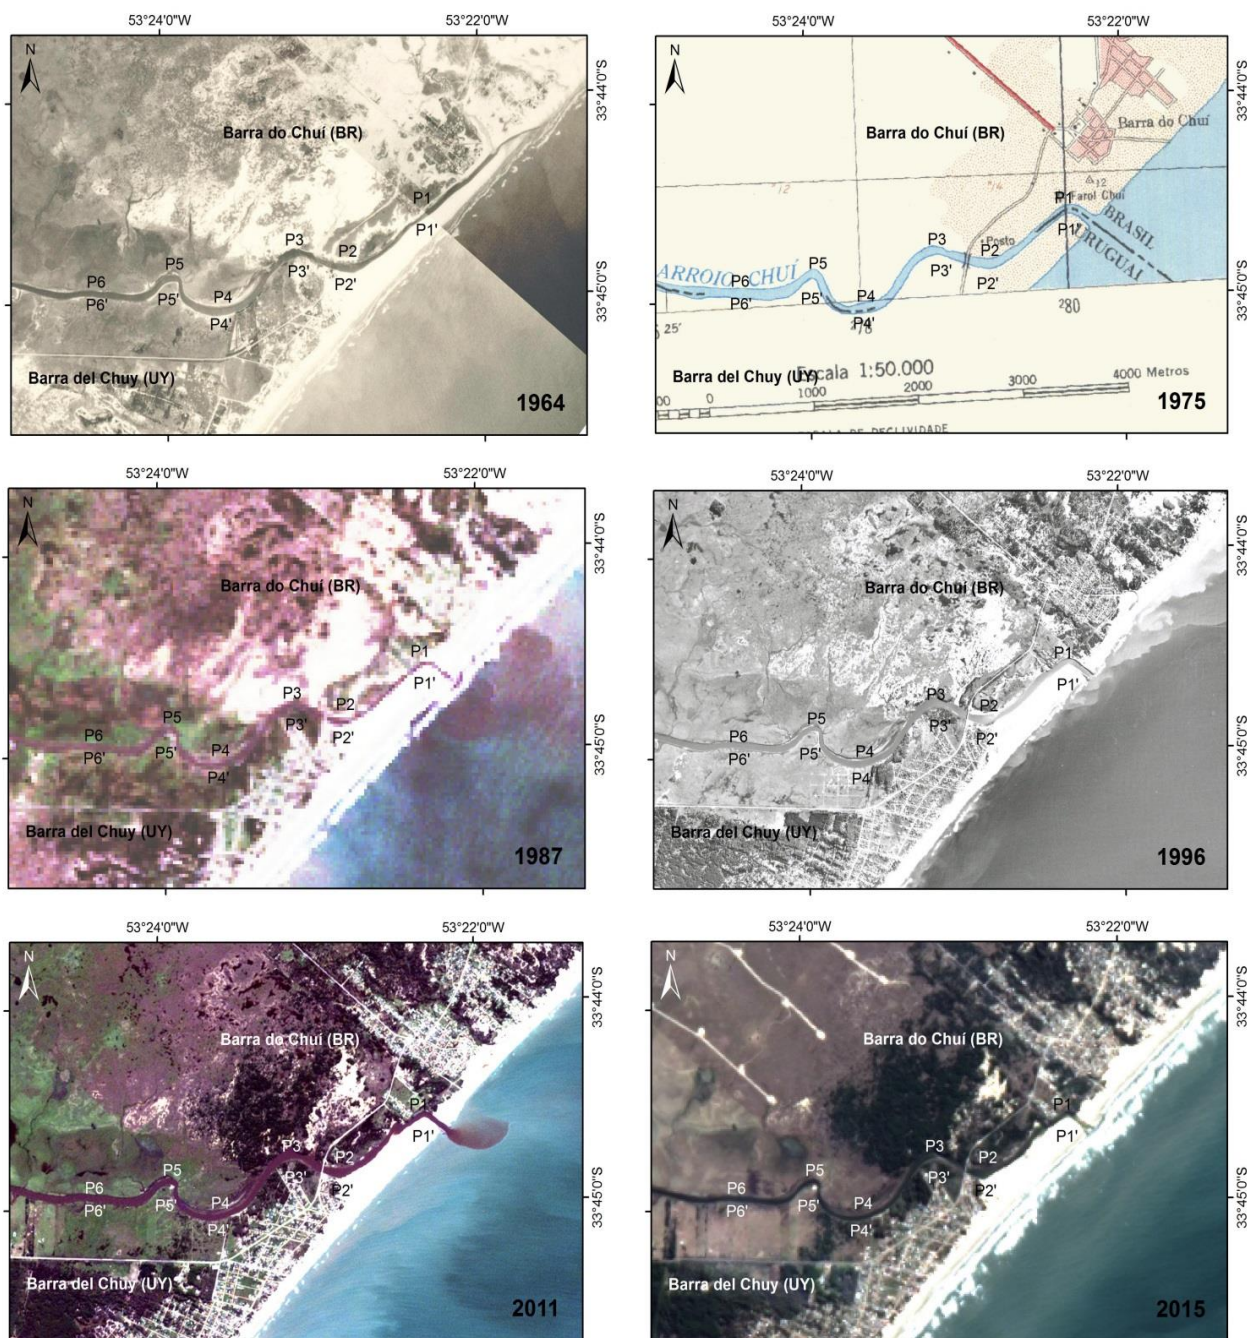 53°24'0"W 53°22'0"W
N
33°44'0"S
Barra do Chuí (BR)
P1
P1'
P3
P2
P3'
P2'
P5
P6
P5'
P6'
P4
P4'
33°45'0"S
Barra del Chuy (UY)
1964
53°24'0"W 53°22'0"W
N
33°44'0"S
Barra do Chuí (BR)
Barra do Chuí
12
14
12
P1
Farol Chuí
P1'
BRASIL
URUGUAI
P3
Posto
P2
P3'
P2'
ARROIO CHUÍ
P5
P6
P5'
P6'
P4
P4'
33°45'0"S
25'
280
Barra del Chuy (UY)
Escala 1:50.000
0 1000 2000 3000 4000 Metros
ESCALA DE DECLIVIDADE
1975
53°24'0"W 53°22'0"W
N
33°44'0"S
Barra do Chuí (BR)
P1
P1'
P3
P2
P3'
P2'
P5
P6
P5'
P6'
P4
P4'
33°45'0"S
Barra del Chuy (UY)
1987
53°24'0"W 53°22'0"W
N
33°44'0"S
Barra do Chuí (BR)
P1
P1'
P3
P2
P3'
P2'
P5
P6
P5'
P6'
P4
P4'
33°45'0"S
Barra del Chuy (UY)
1996
53°24'0"W 53°22'0"W
N
33°44'0"S
Barra do Chuí (BR)
P1
P1'
P3
P2
P3'
P2'
P5
P6
P5'
P6'
P4
P4'
33°45'0"S
Barra del Chuy (UY)
2011
53°24'0"W 53°22'0"W
N
33°44'0"S
Barra do Chuí (BR)
P1
P1'
P3
P2
P3'
P2'
P5
P6
P5'
P6'
P4
P4'
33°45'0"S
Barra del Chuy (UY)
2015